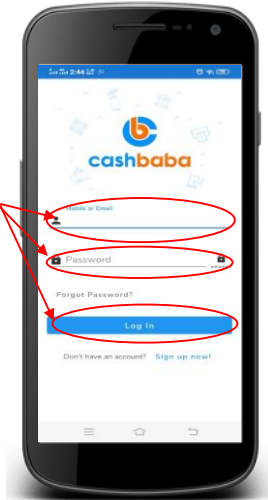 2:44
cashbaba
Mobile or Email
Password
Forgot Password?
Log In
Don't have an account? Sign up now!